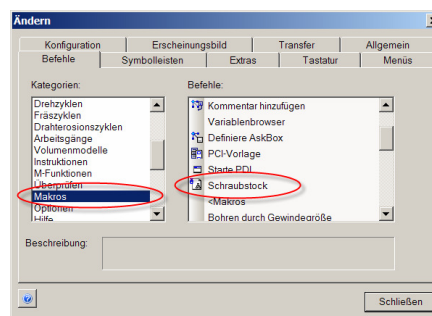 Ändern
Konfiguration Erscheinungsbild Transfer Allgemein
Befehle Symbolleisten Extras Tastatur Menüs
Kategorien:
Drehzyklen
Fräszyklen
Drahterosionszyklen
Arbeitsgänge
Volumenmodelle
Instruktionen
M-Funktionen
Überprüfen
Makros
Optionen
Hilfe
Befehle:
Kommentar hinzufügen
Variablenbrowser
Definiere AskBox
PCI-Vorlage
Starte PDI
Schraubstock
<Makros
Bohren durch Gewindegröße
Beschreibung:
Schließen